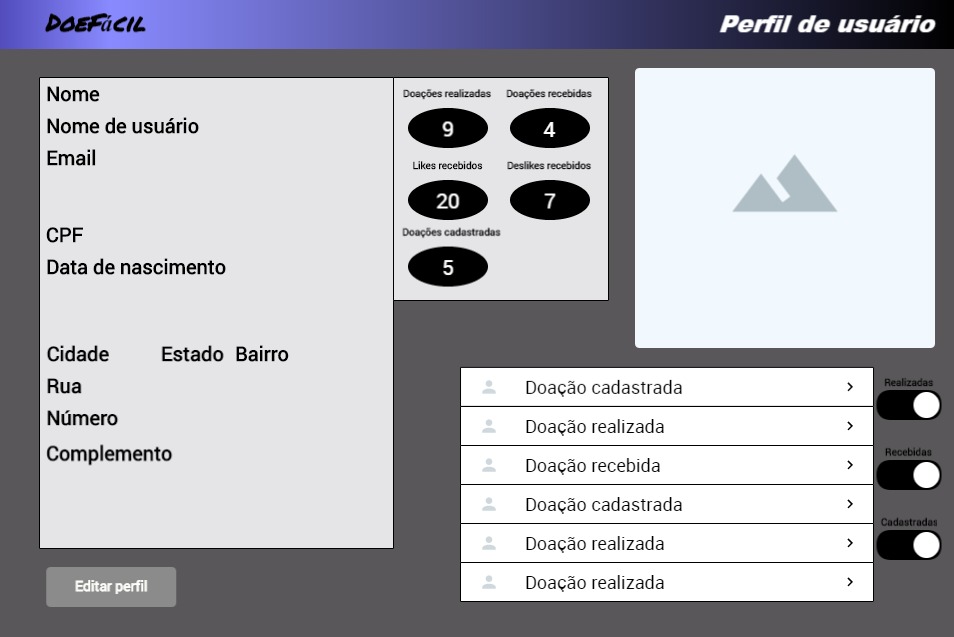 DoeFácil
Perfil de usuário
Nome
Nome de usuário
Email
CPF
Data de nascimento
Cidade Estado Bairro
Rua
Número
Complemento
Editar perfil
Doações realizadas Doações recebidas
9 4
Likes recebidos Deslikes recebidos
20 7
Doações cadastradas
5
Doação cadastrada
Doação realizada
Doação recebida
Doação cadastrada
Doação realizada
Doação realizada
Realizadas
Recebidas
Cadastradas